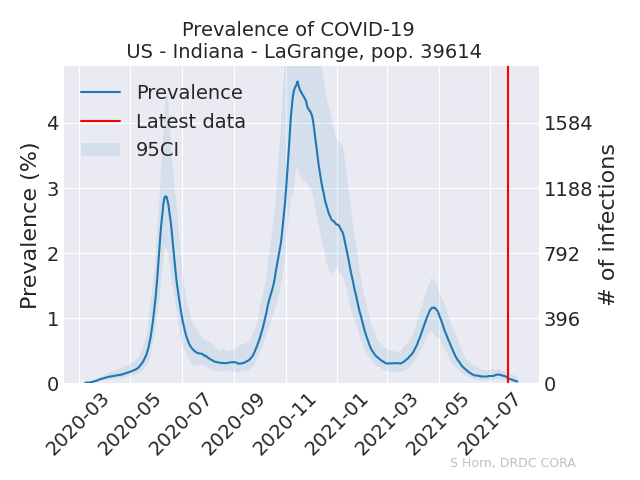 Prevalence of COVID-19
US - Indiana - LaGrange, pop. 39614
Prevalence
Latest data
95CI
Prevalence (%)
4
3
2
1
0
1584
1188
792
396
0
# of infections
2020-03
2020-05
2020-07
2020-09
2020-11
2021-01
2021-03
2021-05
2021-07
S Horn, DRDC CORA